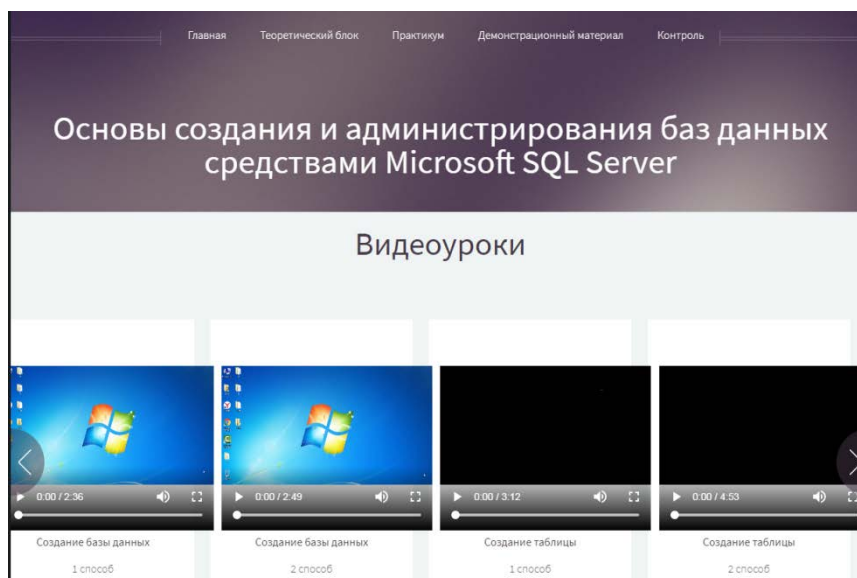 Главная Теоретический блок Практикум Демонстрационный материал Контроль
Основы создания и администрирования баз данных
средствами Microsoft SQL Server
Видеоуроки
0:00 / 2:36 0:00 / 2:49 0:00 / 3:12 0:00 / 4:53
Создание базы данных Создание базы данных Создание таблицы Создание таблицы
1 способ 2 способ 1 способ 2 способ